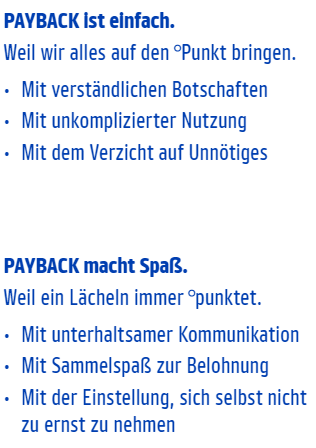 PAYBACK ist einfach.
Weil wir alles auf den °Punkt bringen.
• Mit verständlichen Botschaften
• Mit unkomplizierter Nutzung
• Mit dem Verzicht auf Unnötiges
PAYBACK macht Spaß.
Weil ein Lächeln immer °punktet.
• Mit unterhaltsamer Kommunikation
• Mit Sammelspaß zur Belohnung
• Mit der Einstellung, sich selbst nicht
zu ernst zu nehmen